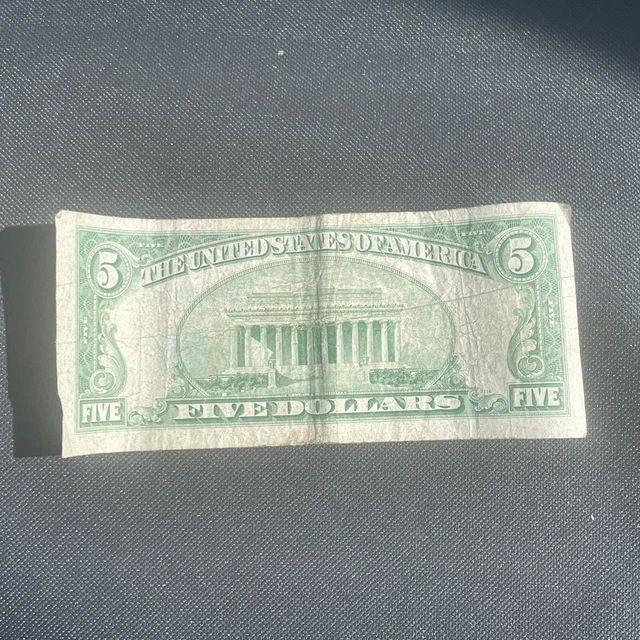 THE UNITED STATES OF AMERICA
5 5
FIVE FIVE
FIVE DOLLARS